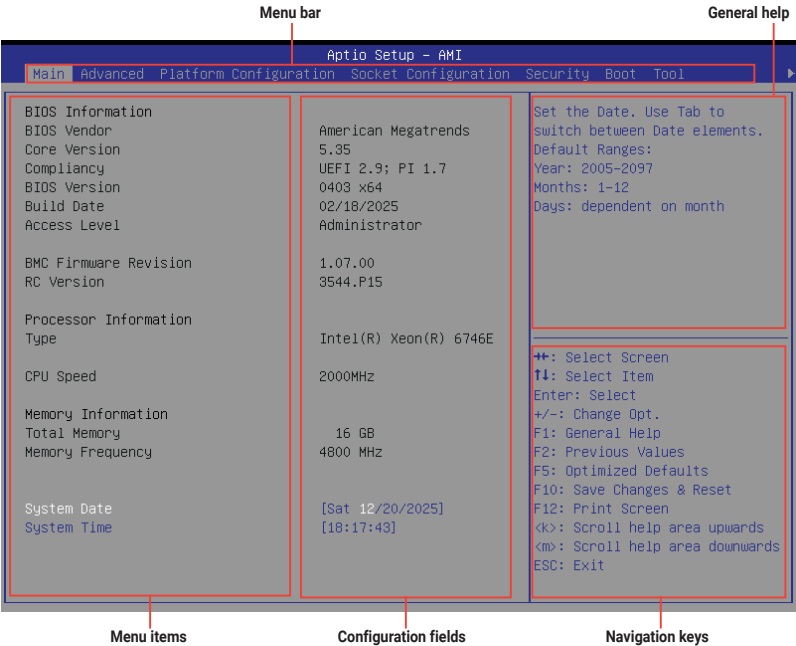 Menu bar
General help
Aptio Setup - AMI
Main Advanced Platform Configuration Socket Configuration Security Boot Tool
BIOS Information
BIOS Vendor American Megatrends
Core Version 5.35
Compliancy UEFI 2.9; PI 1.7
BIOS Version 0403 x64
Build Date 02/18/2025
Access Level Administrator
BMC Firmware Revision 1.07.00
RC Version 3544.P15
Processor Information
Type Intel(R) Xeon(R) 6746E
CPU Speed 2000MHz
Memory Information
Total Memory 16 GB
Memory Frequency 4800 MHz
System Date [Sat 12/20/2025]
System Time [18:17:43]
Set the Date. Use Tab to
switch between Date elements.
Default Ranges:
Year: 2005-2097
Months: 1-12
Days: dependent on month
→←: Select Screen
↑↓: Select Item
Enter: Select
+/-: Change Opt.
F1: General Help
F2: Previous Values
F5: Optimized Defaults
F10: Save Changes & Reset
F12: Print Screen
<k>: Scroll help area upwards
<m>: Scroll help area downwards
ESC: Exit
Menu items
Configuration fields
Navigation keys